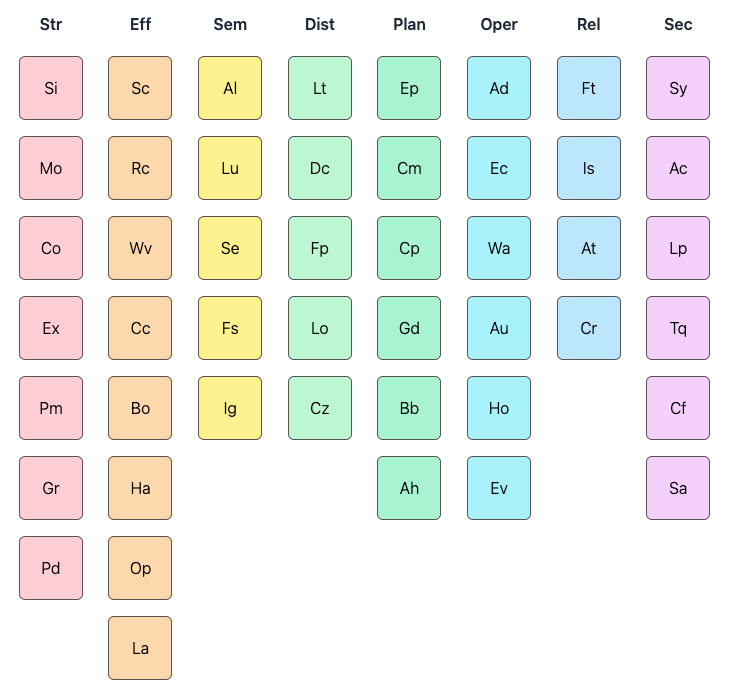 Str Eff Sem Dist Plan Oper Rel Sec
Si Sc Al Lt Ep Ad Ft Sy
Mo Rc Lu Dc Cm Ec Is Ac
Co Wv Se Fp Cp Wa At Lp
Ex Cc Fs Lo Gd Au Cr Tq
Pm Bo Ig Cz Bb Ho Cf
Gr Ha Ah Ev Sa
Pd Op
La